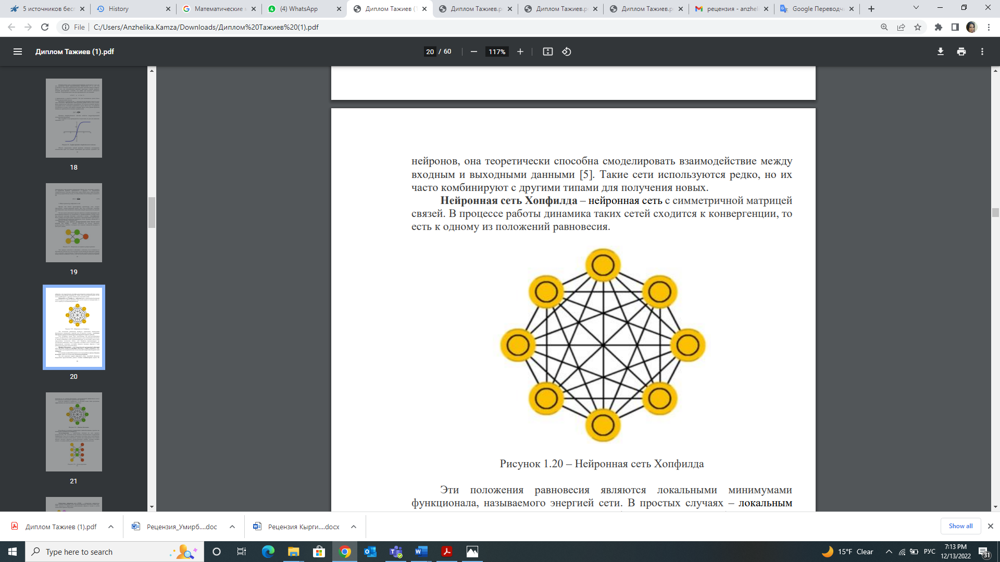 5 источников бесп
History
Математические
(4) WhatsApp
Диплом Тажиев (1
Диплом Тажиев.p
Диплом Тажиев.p
Диплом Тажиев.p
рецензия - anzhel
Google Переводч
File
C:/Users/Anzhelika.Kamza/Downloads/Диплом%20Тажиев%20(1).pdf
Диплом Тажиев (1).pdf
20 / 60
117%
18
19
20
21
нейронов, она теоретически способна смоделировать взаимодействие между
входным и выходными данными [5]. Такие сети используются редко, но их
часто комбинируют с другими типами для получения новых.
Нейронная сеть Хопфилда – нейронная сеть с симметричной матрицей
связей. В процессе работы динамика таких сетей сходится к конвергенции, то
есть к одному из положений равновесия.
Рисунок 1.20 – Нейронная сеть Хопфилда
Эти положения равновесия являются локальными минимумами
функционала, называемого энергией сети. В простых случаях – локальным
Диплом Тажиев (1).pdf
Рецензия_Умирб....doc
Рецензия Кырги....docx
Show all
Type here to search
15°F Clear
РУС
7:13 PM
12/13/2022
31